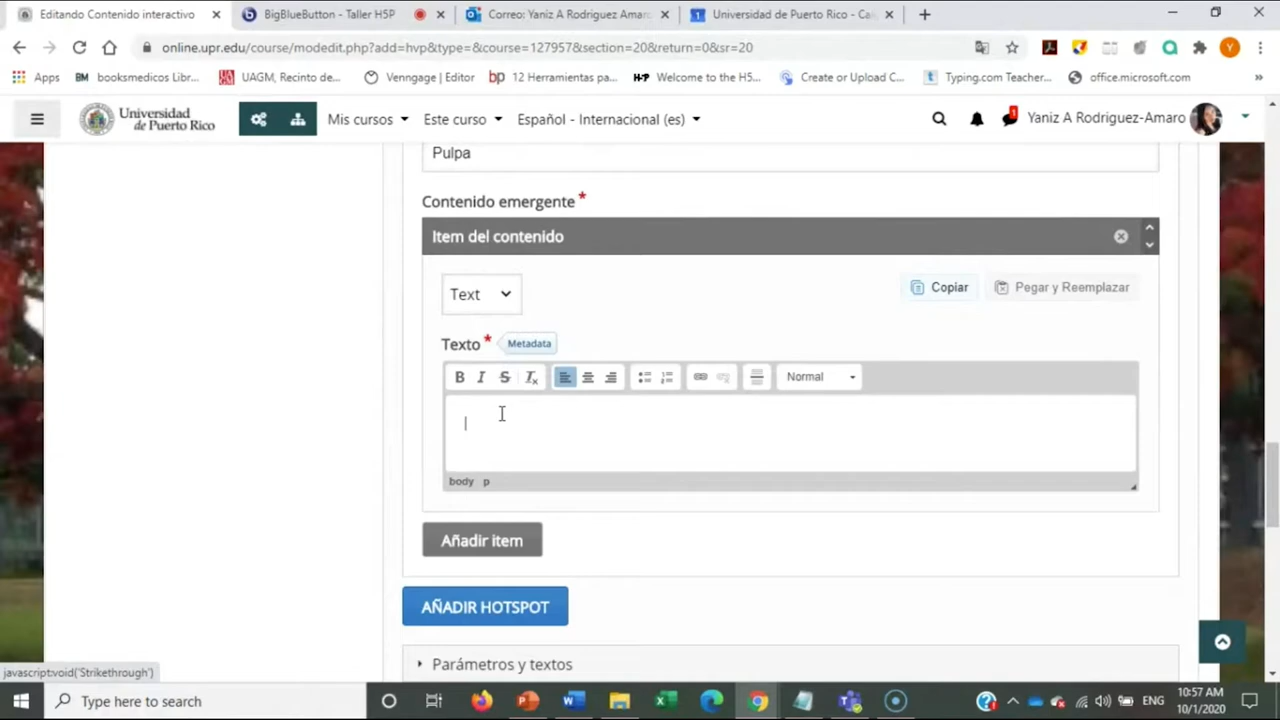 Editando Contenido interactivo
BigBlueButton - Taller H5P
Correo: Yaniz A Rodriguez Amaro
Universidad de Puerto Rico - Ca
online.upr.edu/course/modedit.php?add=hvp&type=&course=127957&section=20&return=0&sr=20
Apps
BM booksmedicos Libr...
UAGM, Recinto de...
Venngage | Editor
bp 12 Herramientas pa...
H-P Welcome to the H5...
Create or Upload C...
Typing.com Teacher...
office.microsoft.com
»
Universidad
de Puerto Rico
Mis cursos
Este curso
Español - Internacional (es)
1
Yaniz A Rodriguez-Amaro
Pulpa
Contenido emergente *
Item del contenido
Text
Copiar
Pegar y Reemplazar
Texto *
Metadata
B I S Tx
Normal
body p
Añadir item
AÑADIR HOTSPOT
Parámetros y textos
javascript:void('Strikethrough')
Type here to search
ENG
10:57 AM
10/1/2020